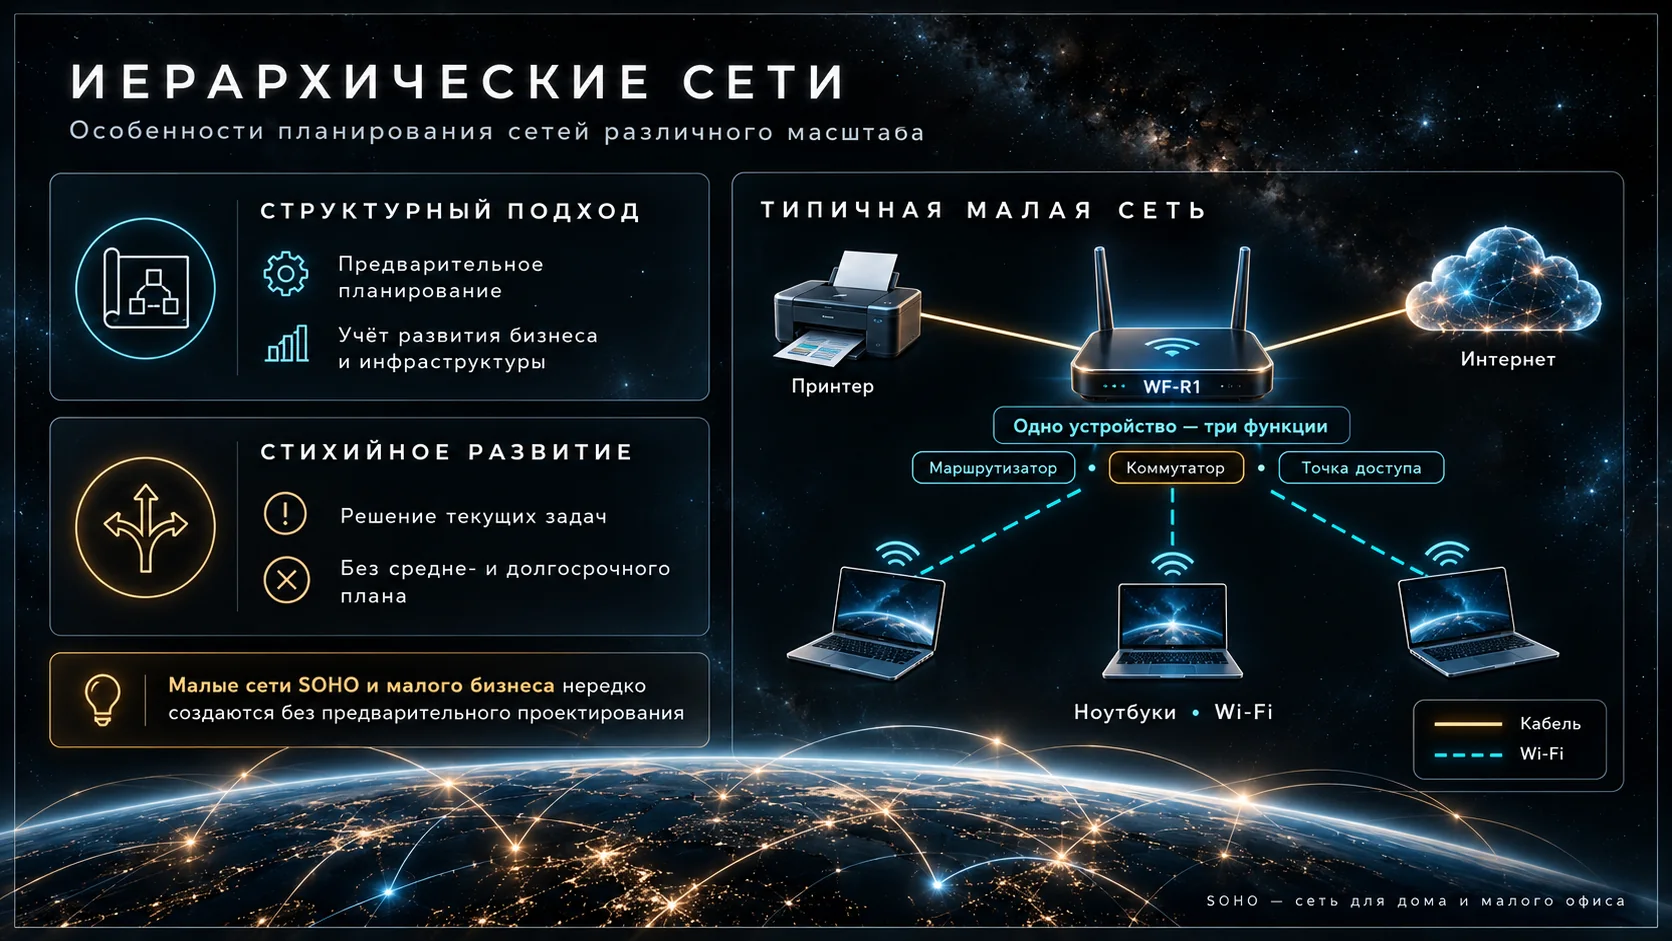 ИЕРАРХИЧЕСКИЕ СЕТИ
Особенности планирования сетей различного масштаба
СТРУКТУРНЫЙ ПОДХОД
Предварительное
планирование
Учёт развития бизнеса
и инфраструктуры
СТИХИЙНОЕ РАЗВИТИЕ
Решение текущих задач
Без средне- и долгосрочного
плана
Малые сети SOHO и малого бизнеса нередко
создаются без предварительного проектирования
ТИПИЧНАЯ МАЛАЯ СЕТЬ
Принтер
WF-R1
Интернет
Одно устройство — три функции
Маршрутизатор • Коммутатор • Точка доступа
Ноутбуки • Wi-Fi
Кабель
Wi-Fi
SOHO — сеть для дома и малого офиса